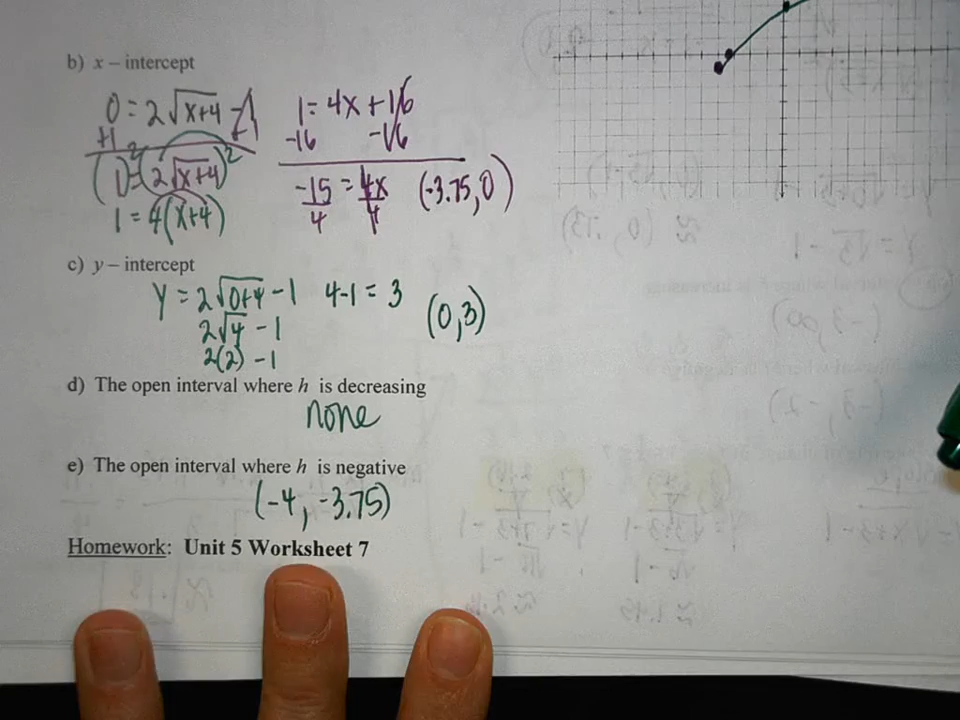 b) x – intercept
0 = 2√x+4 - 1
+1
(1)² = (2√x+4)²
1 = 4(x+4)
1 = 4x + 16
-16 -16
-15 = 4x
4 4
(-3.75, 0)
c) y – intercept
y = 2√0+4 - 1 4-1 = 3
2√4 - 1
2(2) - 1
(0,3)
d) The open interval where h is decreasing
none
e) The open interval where h is negative
(-4, -3.75)
Homework: Unit 5 Worksheet 7